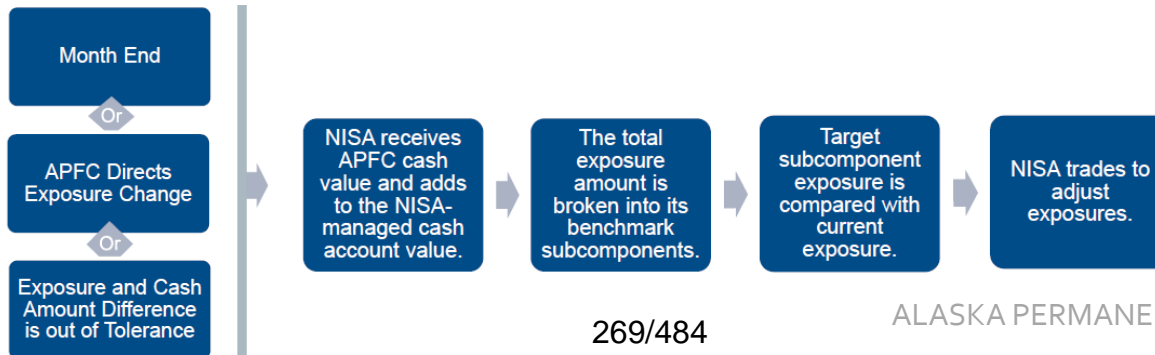 Month End
Or
APFC Directs
Exposure Change
Or
Exposure and Cash
Amount Difference
is out of Tolerance
NISA receives
APFC cash
value and adds
to the NISA-
managed cash
account value.
The total
exposure
amount is
broken into its
benchmark
subcomponents.
Target
subcomponent
exposure is
compared with
current
exposure.
NISA trades to
adjust
exposures.
269/484
ALASKA PERMANE